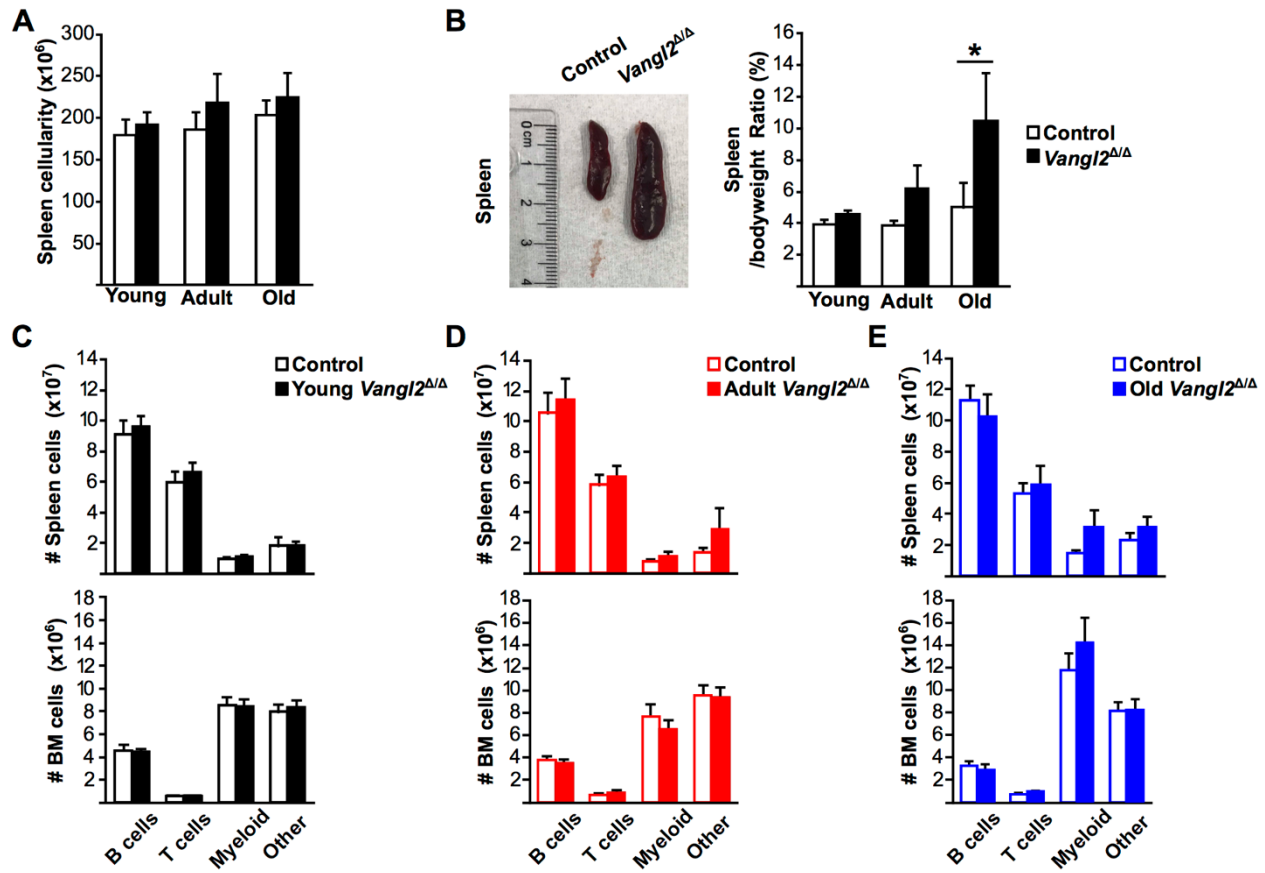 A
Spleen cellularity (x10⁶)
300
250
200
150
100
50
Young Adult Old
B
Control
Vangl2Δ/Δ
Spleen
0 cm
1
2
3
4
Spleen
/bodyweight Ratio (%)
16
14
12
10
8
6
4
2
*
Young Adult Old
Control
Vangl2Δ/Δ
C
# Spleen cells (x10⁷)
14
12
10
8
6
4
2
Control
Young Vangl2Δ/Δ
# BM cells (x10⁶)
18
16
14
12
10
8
6
4
2
B cells
T cells
Myeloid
Other
D
# Spleen cells (x10⁷)
14
12
10
8
6
4
2
Control
Adult Vangl2Δ/Δ
# BM cells (x10⁶)
18
16
14
12
10
8
6
4
2
B cells
T cells
Myeloid
Other
E
# Spleen cells (x10⁷)
14
12
10
8
6
4
2
Control
Old Vangl2Δ/Δ
# BM cells (x10⁶)
18
16
14
12
10
8
6
4
2
B cells
T cells
Myeloid
Other